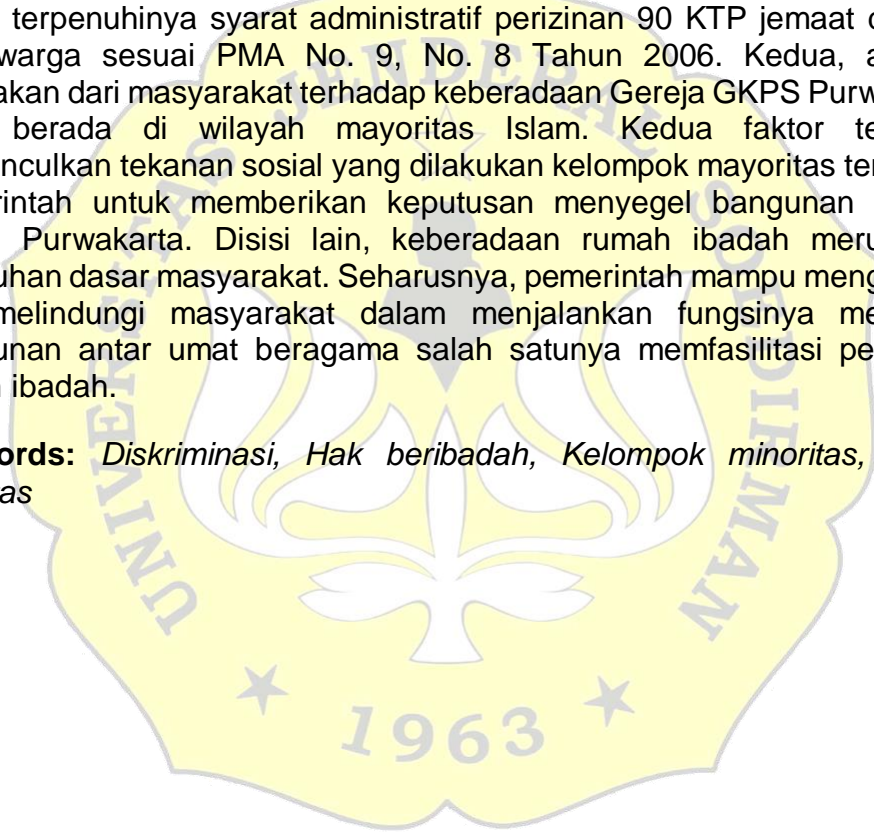 terpenuhinya syarat administratif perizinan 90 KTP jemaat
warga sesuai PMA No. 9, No. 8 Tahun 2006. Kedua,
dari masyarakat terhadap keberadaan Gereja GKPS
berada di wilayah mayoritas Islam. Kedua faktor
tekanan sosial yang dilakukan kelompok mayoritas
untuk memberikan keputusan menyegel bangunan
Purwakarta. Disisi lain, keberadaan rumah ibadah
dasar masyarakat. Seharusnya, pemerintah mampu
melindungi masyarakat dalam menjalankan fungsinya
antar umat beragama salah satunya memfasilitasi
ibadah.
Diskriminasi, Hak beribadah, Kelompok minoritas,
UNIVERSITAS JENDERAL SOEDIRMAN
1963